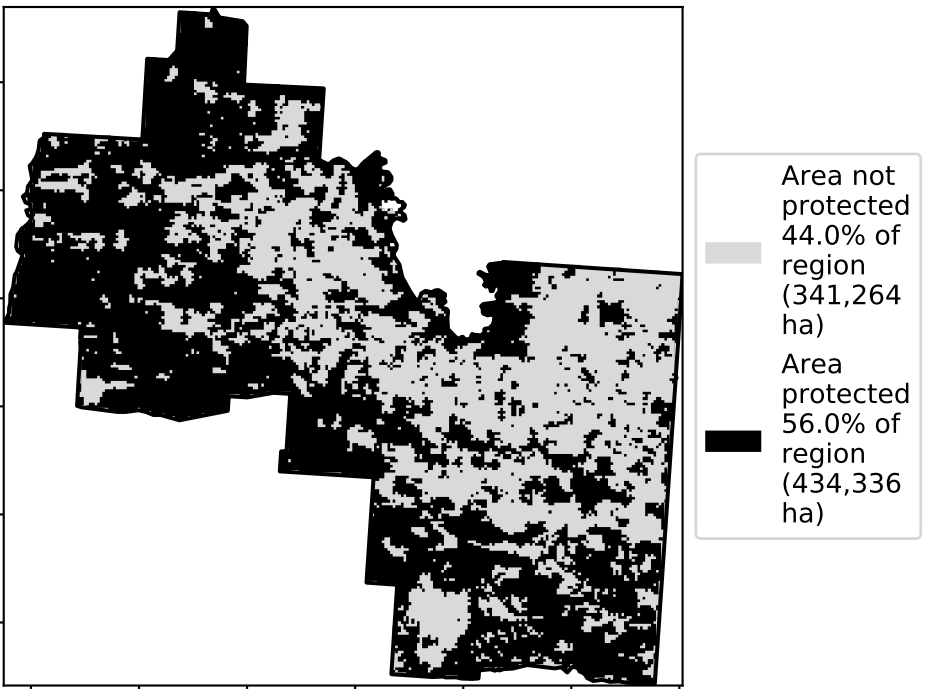 Area not
protected
44.0% of
region
(341,264
ha)
Area
protected
56.0% of
region
(434,336
ha)